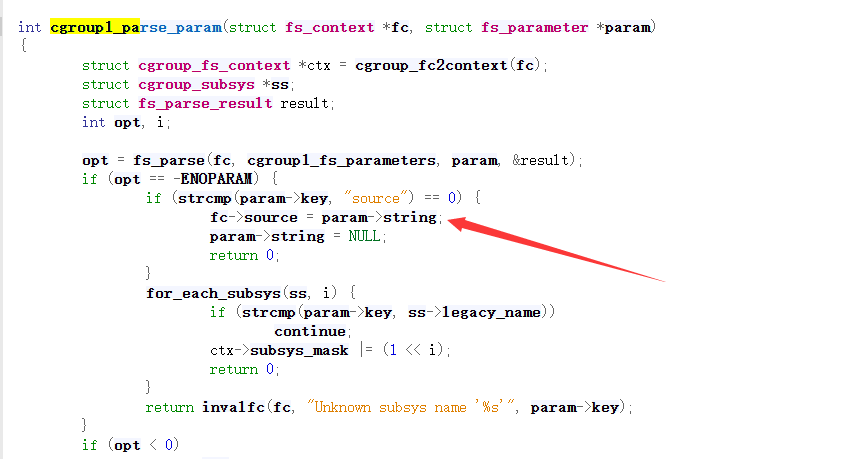 int cgroup1_parse_param(struct fs_context *fc, struct fs_parameter *param)
{
struct cgroup_fs_context *ctx = cgroup_fc2context(fc);
struct cgroup_subsys *ss;
struct fs_parse_result result;
int opt, i;
opt = fs_parse(fc, cgroup1_fs_parameters, param, &result);
if (opt == -ENOPARAM) {
if (strcmp(param->key, "source") == 0) {
fc->source = param->string;
param->string = NULL;
return 0;
}
for_each_subsys(ss, i) {
if (strcmp(param->key, ss->legacy_name))
continue;
ctx->subsys_mask |= (1 << i);
return 0;
}
return invalfc(fc, "Unknown subsys name '%s'", param->key);
}
if (opt < 0)